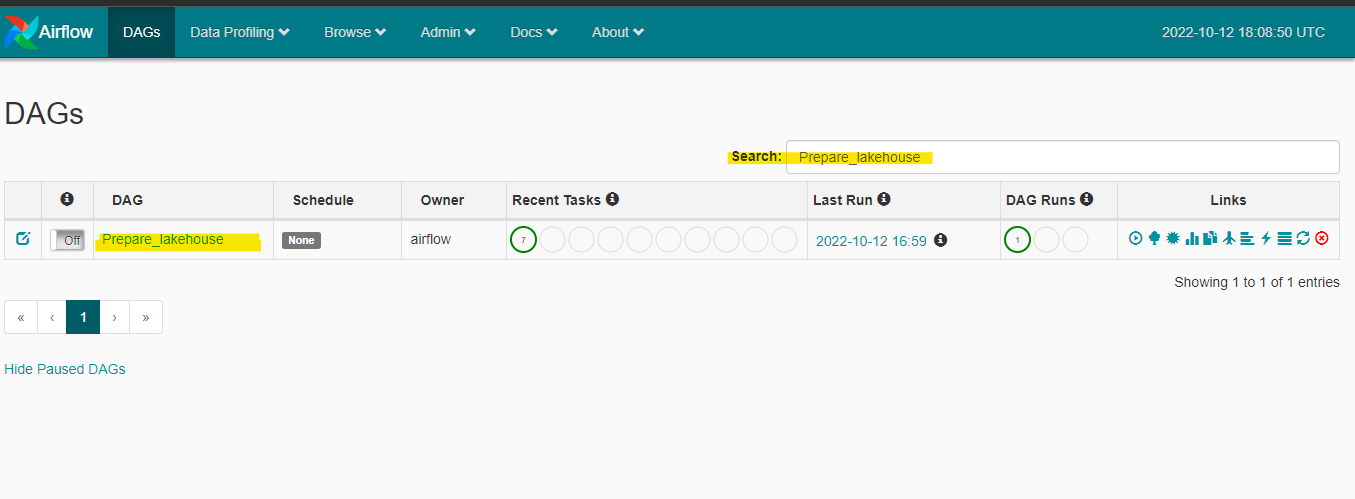 Airflow DAGs Data Profiling Browse Admin Docs About 2022-10-12 18:08:50 UTC
DAGs
Search: Prepare_lakehouse
DAG Schedule Owner Recent Tasks Last Run DAG Runs Links
Off Prepare_lakehouse None airflow 7 2022-10-12 16:59 1
Showing 1 to 1 of 1 entries
« ‹ 1 › »
Hide Paused DAGs